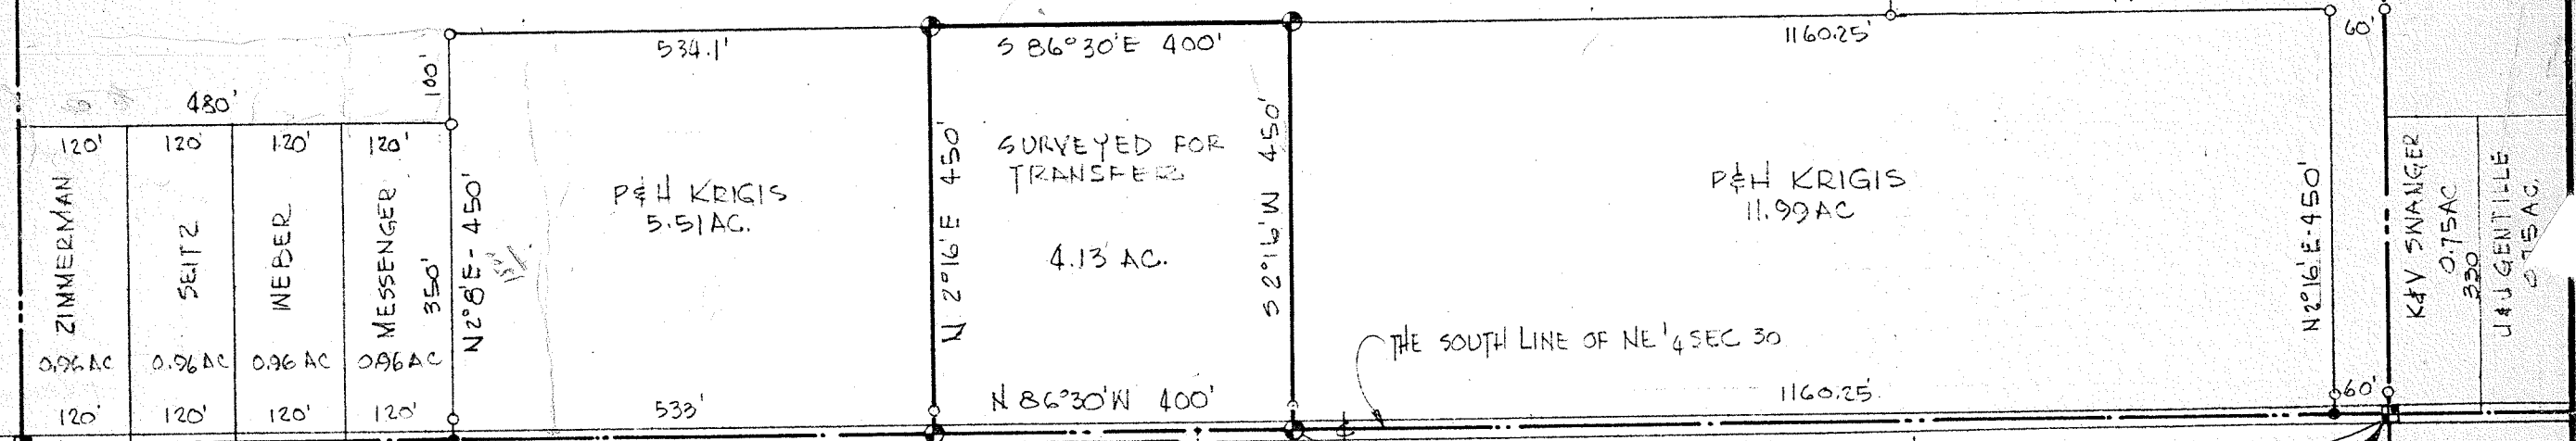 480'
120'
ZIMMERMAN
0.96 AC
120'
120'
SEITZ
0.96 AC
120'
120'
WEBER
0.96 AC
120'
120'
MESSENGER
350'
0.96 AC
120'
100'
N 2°8'E - 450'
534.1'
P&H KRIGIS
5.51 AC.
533'
N 2°16'E 450'
S 86°30'E 400'
SURVEYED FOR
TRANSFER
4.13 AC.
N 86°30'W 400'
S 2°16'W 450'
1160.25'
P&H KRIGIS
11.99 AC
THE SOUTH LINE OF NE 1/4 SEC 30
1160.25'
N 2°16'E - 450'
60'
60'
K&V SWANGER
0.75 AC
330
J&J GENTILLE
0.75 AC.